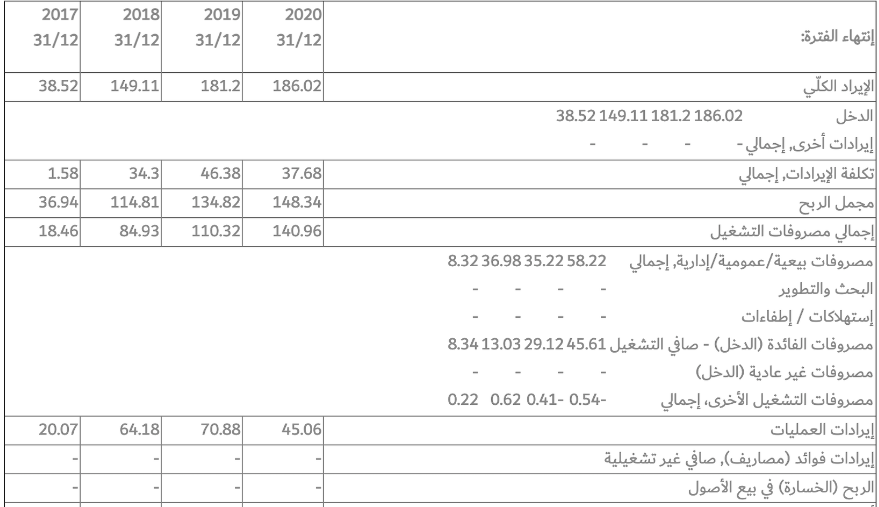 إنتهاء الفترة: 2020 2019 2018 2017
31/12 31/12 31/12 31/12
الإيراد الكلّي 186.02 181.2 149.11 38.52
الدخل 186.02 181.2 149.11 38.52
إيرادات أخرى, إجمالي - - - -
تكلفة الإيرادات, إجمالي 37.68 46.38 34.3 1.58
مجمل الربح 148.34 134.82 114.81 36.94
إجمالي مصروفات التشغيل 140.96 110.32 84.93 18.46
مصروفات بيعية/عمومية/إدارية, إجمالي 58.22 35.22 36.98 8.32
البحث والتطوير - - - -
إستهلاكات / إطفاءات - - - -
مصروفات الفائدة (الدخل) - صافي التشغيل 45.61 29.12 13.03 8.34
مصروفات غير عادية (الدخل) - - - -
مصروفات التشغيل الأخرى، إجمالي -0.54 -0.41 0.62 0.22
إيرادات العمليات 45.06 70.88 64.18 20.07
إيرادات فوائد (مصاريف), صافي غير تشغيلية - - - -
الربح (الخسارة) في بيع الأصول - - - -